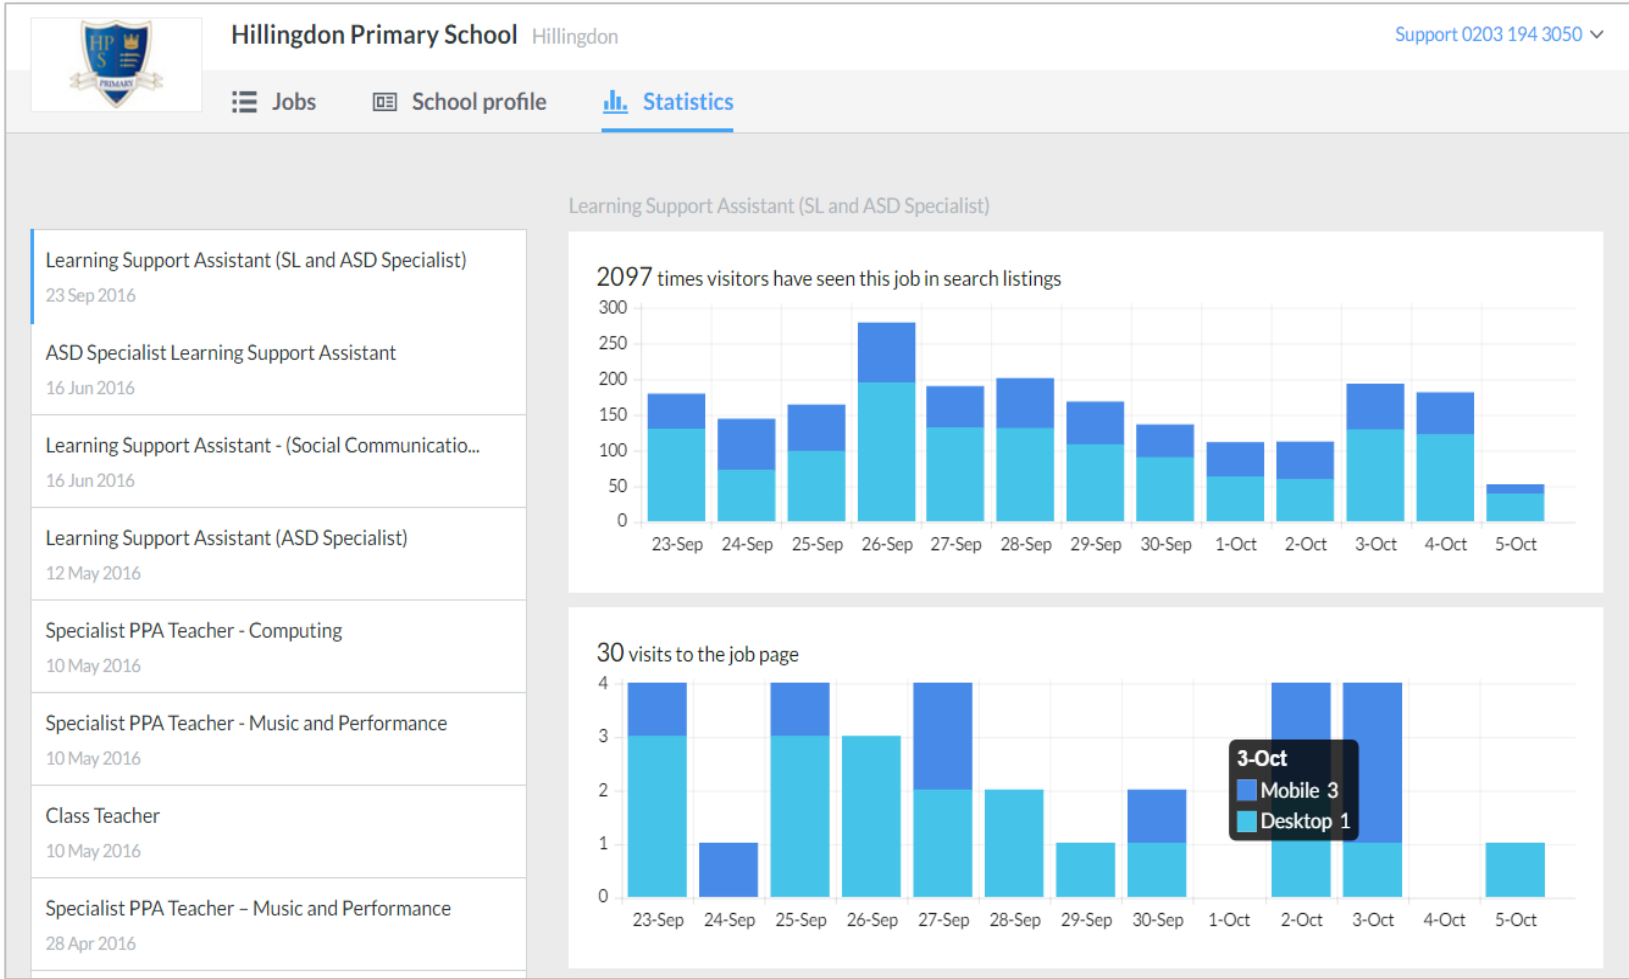 HP
S
PRIMARY
Hillingdon Primary School Hillingdon
Support 0203 194 3050
Jobs School profile Statistics
Learning Support Assistant (SL and ASD Specialist)
23 Sep 2016
ASD Specialist Learning Support Assistant
16 Jun 2016
Learning Support Assistant - (Social Communicatio...
16 Jun 2016
Learning Support Assistant (ASD Specialist)
12 May 2016
Specialist PPA Teacher - Computing
10 May 2016
Specialist PPA Teacher - Music and Performance
10 May 2016
Class Teacher
10 May 2016
Specialist PPA Teacher – Music and Performance
28 Apr 2016
Learning Support Assistant (SL and ASD Specialist)
2097 times visitors have seen this job in search listings
300
250
200
150
100
50
0
23-Sep 24-Sep 25-Sep 26-Sep 27-Sep 28-Sep 29-Sep 30-Sep 1-Oct 2-Oct 3-Oct 4-Oct 5-Oct
30 visits to the job page
4
3
2
1
0
3-Oct
Mobile 3
Desktop 1
23-Sep 24-Sep 25-Sep 26-Sep 27-Sep 28-Sep 29-Sep 30-Sep 1-Oct 2-Oct 3-Oct 4-Oct 5-Oct